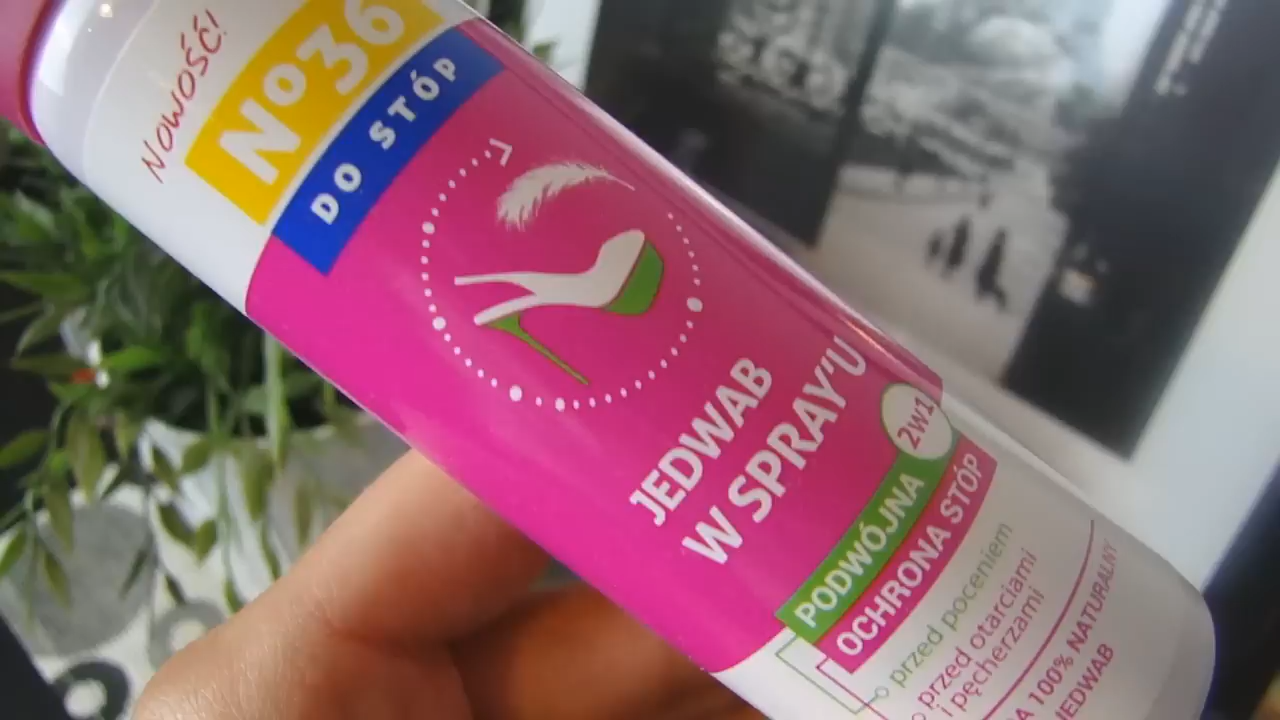 NOWOŚĆ!
Nº36
DO STÓP
JEDWAB
W SPRAY'U
2w1
PODWÓJNA
OCHRONA STÓP
przed poceniem
przed otarciami
i pęcherzami
100% NATURALNY
JEDWAB